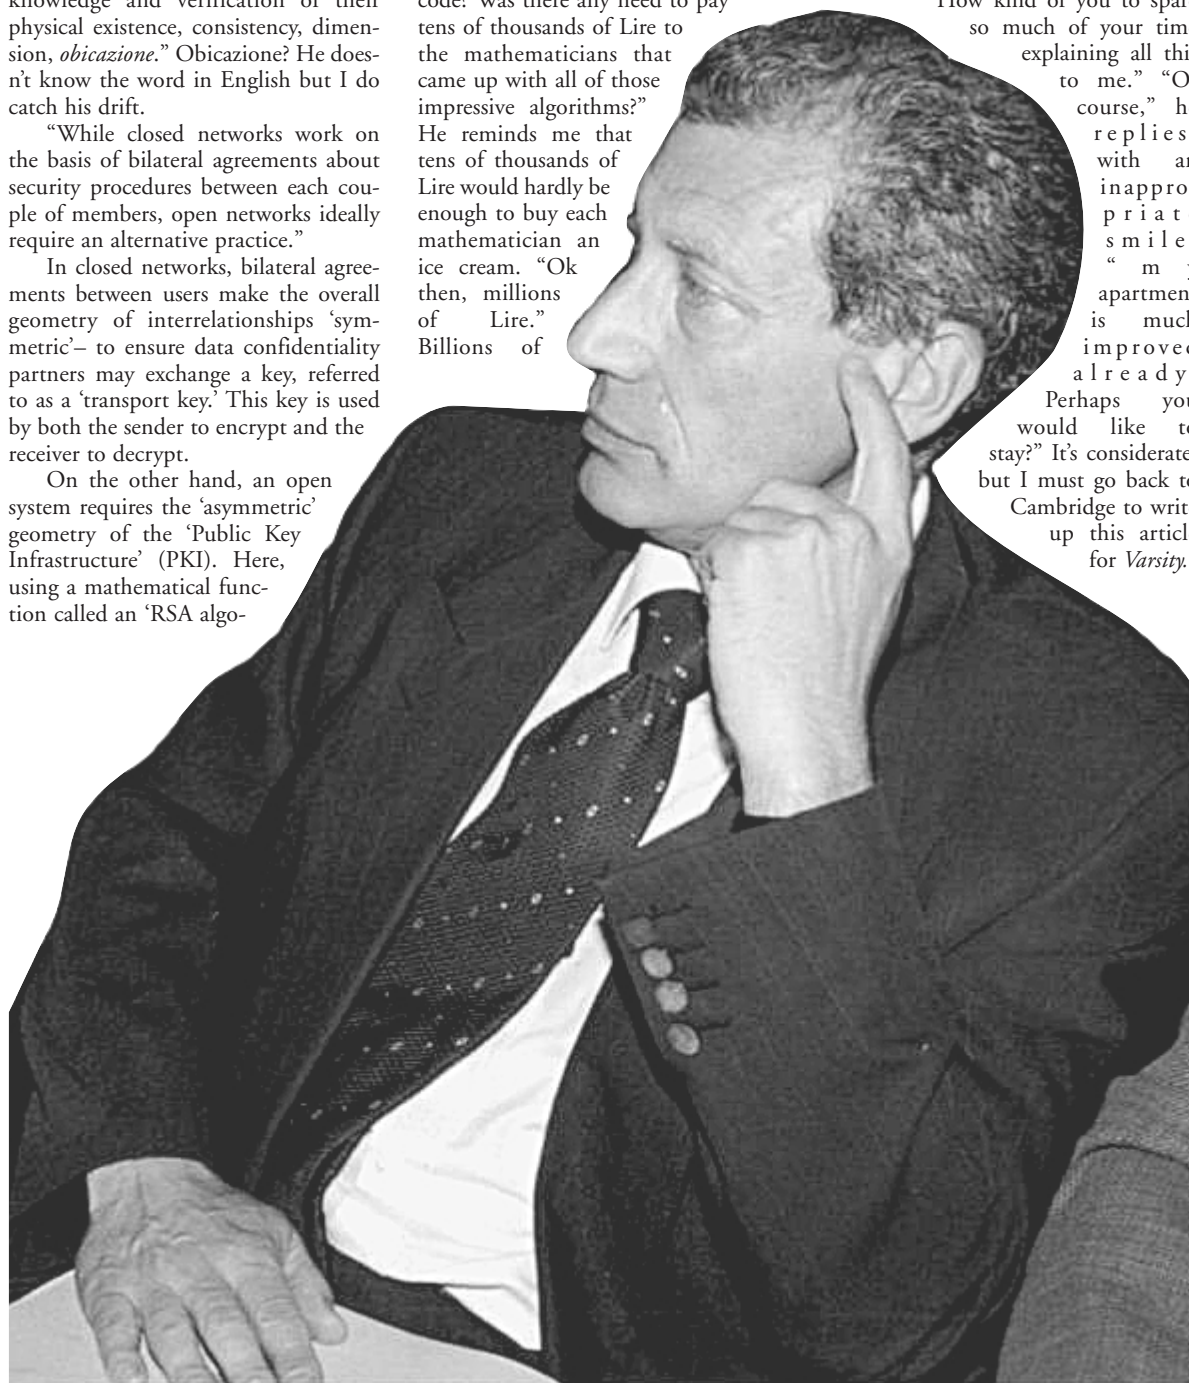 knowledge and verification of their
physical existence, consistency, dimen-
sion, obicazione.” Obicazione? He does-
n’t know the word in English but I do
catch his drift.
“While closed networks work on
the basis of bilateral agreements about
security procedures between each cou-
ple of members, open networks ideally
require an alternative practice.”
In closed networks, bilateral agree-
ments between users make the overall
geometry of interrelationships ‘sym-
metric’– to ensure data confidentiality
partners may exchange a key, referred
to as a ‘transport key.’ This key is used
by both the sender to encrypt and the
receiver to decrypt.
On the other hand, an open
system requires the ‘asymmetric’
geometry of the ‘Public Key
Infrastructure’ (PKI). Here,
using a mathematical func-
tion called an ‘RSA algo-
code? Was there any need to pay
tens of thousands of Lire to
the mathematicians that
came up with all of those
impressive algorithms?”
He reminds me that
tens of thousands of
Lire would hardly be
enough to buy each
mathematician an
ice cream. “Ok
then, millions
of Lire.”
Billions of
How kind of you to spar
so much of your tim
explaining all thi
to me.” “O
course,” h
replies
with an
inappro
priat
smile
“ m y
apartmen
is much
improved
already
Perhaps you
would like to
stay?” It’s considerate
but I must go back to
Cambridge to writ
up this articl
for Varsity.